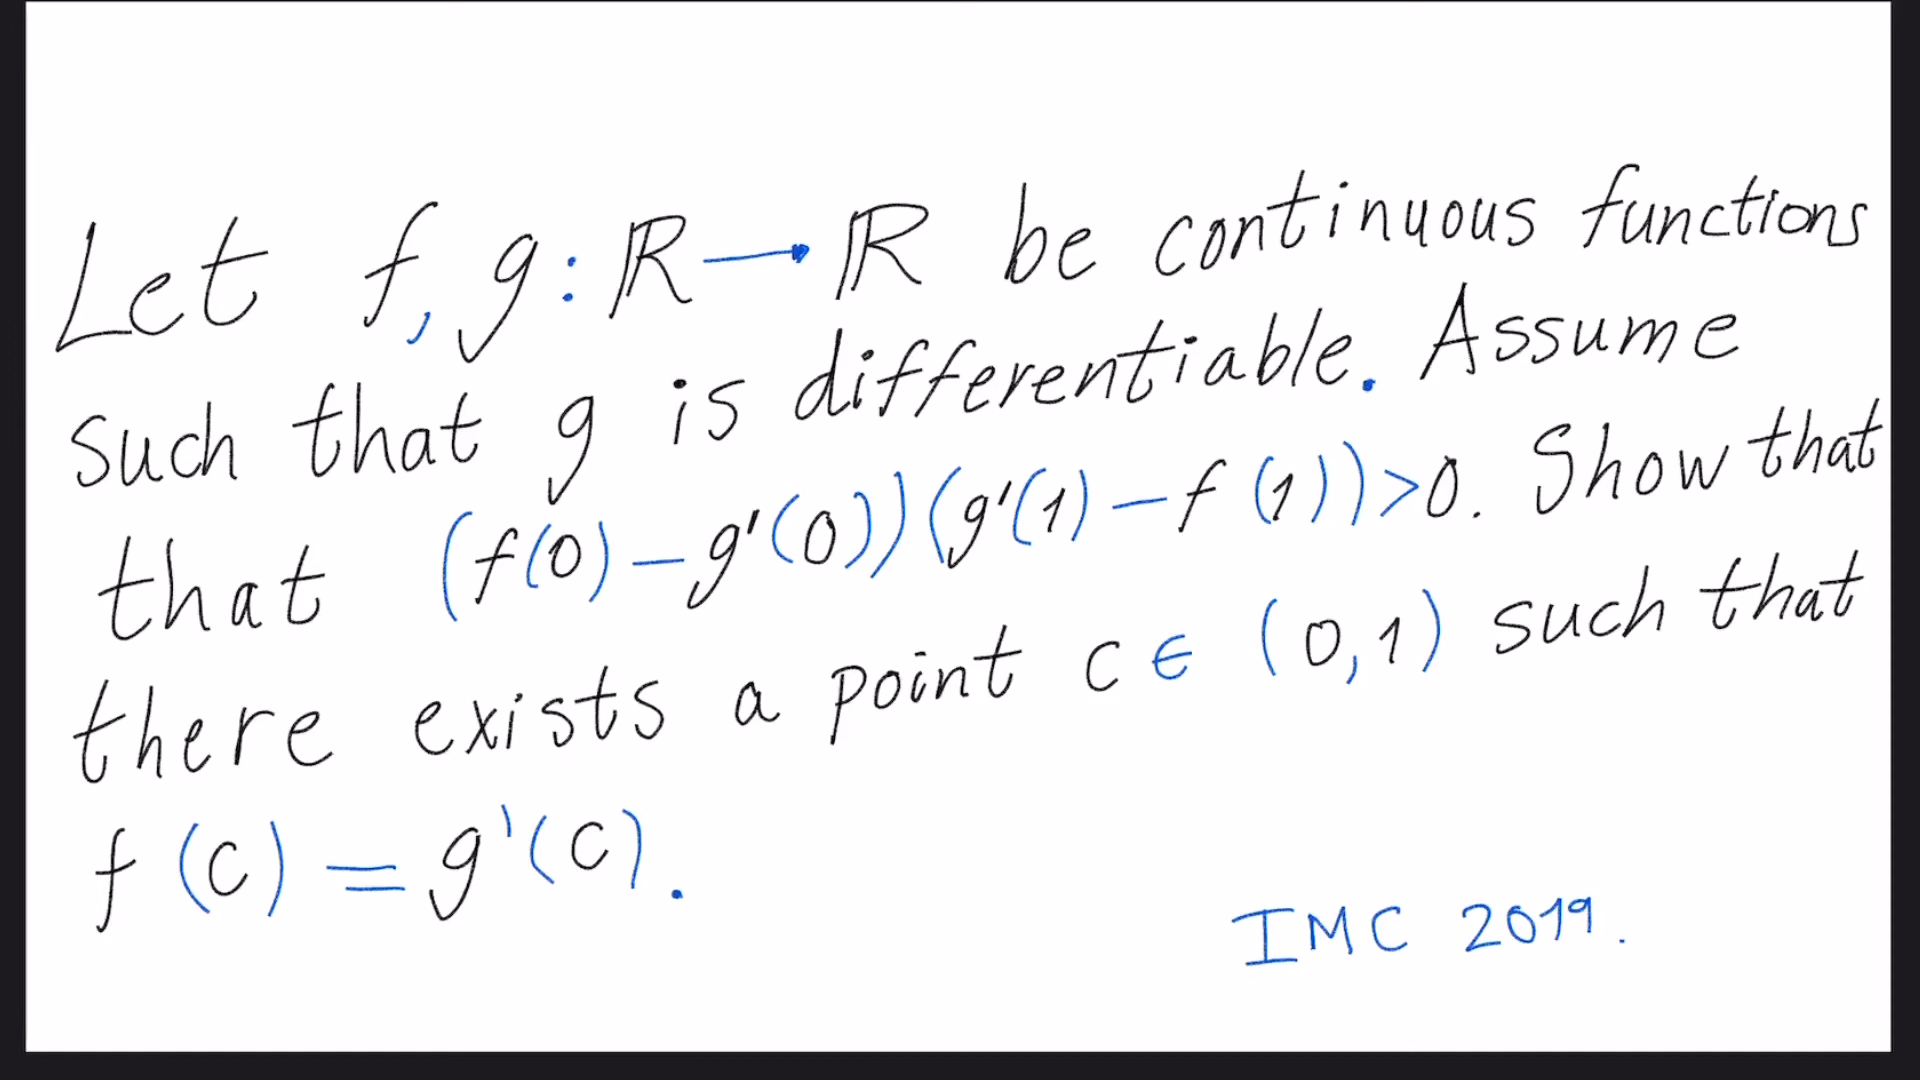 Let f, g: ℝ → ℝ be continuous functions
such that g is differentiable. Assume
that (f(0) - g'(0))(g'(1) - f(1)) > 0. Show that
there exists a point c ∈ (0,1) such that
f(c) = g'(c).
IMC 2019.